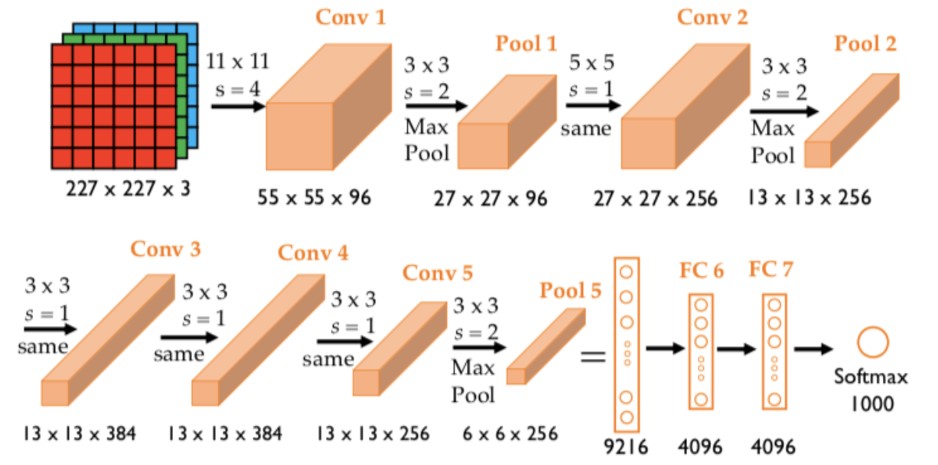 Conv 1
11 x 11
s = 4
3 x 3
s = 2
Max
Pool
Pool 1
5 x 5
s = 1
same
Conv 2
3 x 3
s = 2
Max
Pool
Pool 2
227 x 227 x 3
55 x 55 x 96
27 x 27 x 96
27 x 27 x 256
13 x 13 x 256
3 x 3
s = 1
same
Conv 3
3 x 3
s = 1
same
Conv 4
3 x 3
s = 1
same
Conv 5
3 x 3
s = 2
Max
Pool
Pool 5
=
FC 6
FC 7
Softmax
1000
13 x 13 x 384
13 x 13 x 384
13 x 13 x 256
6 x 6 x 256
9216
4096
4096